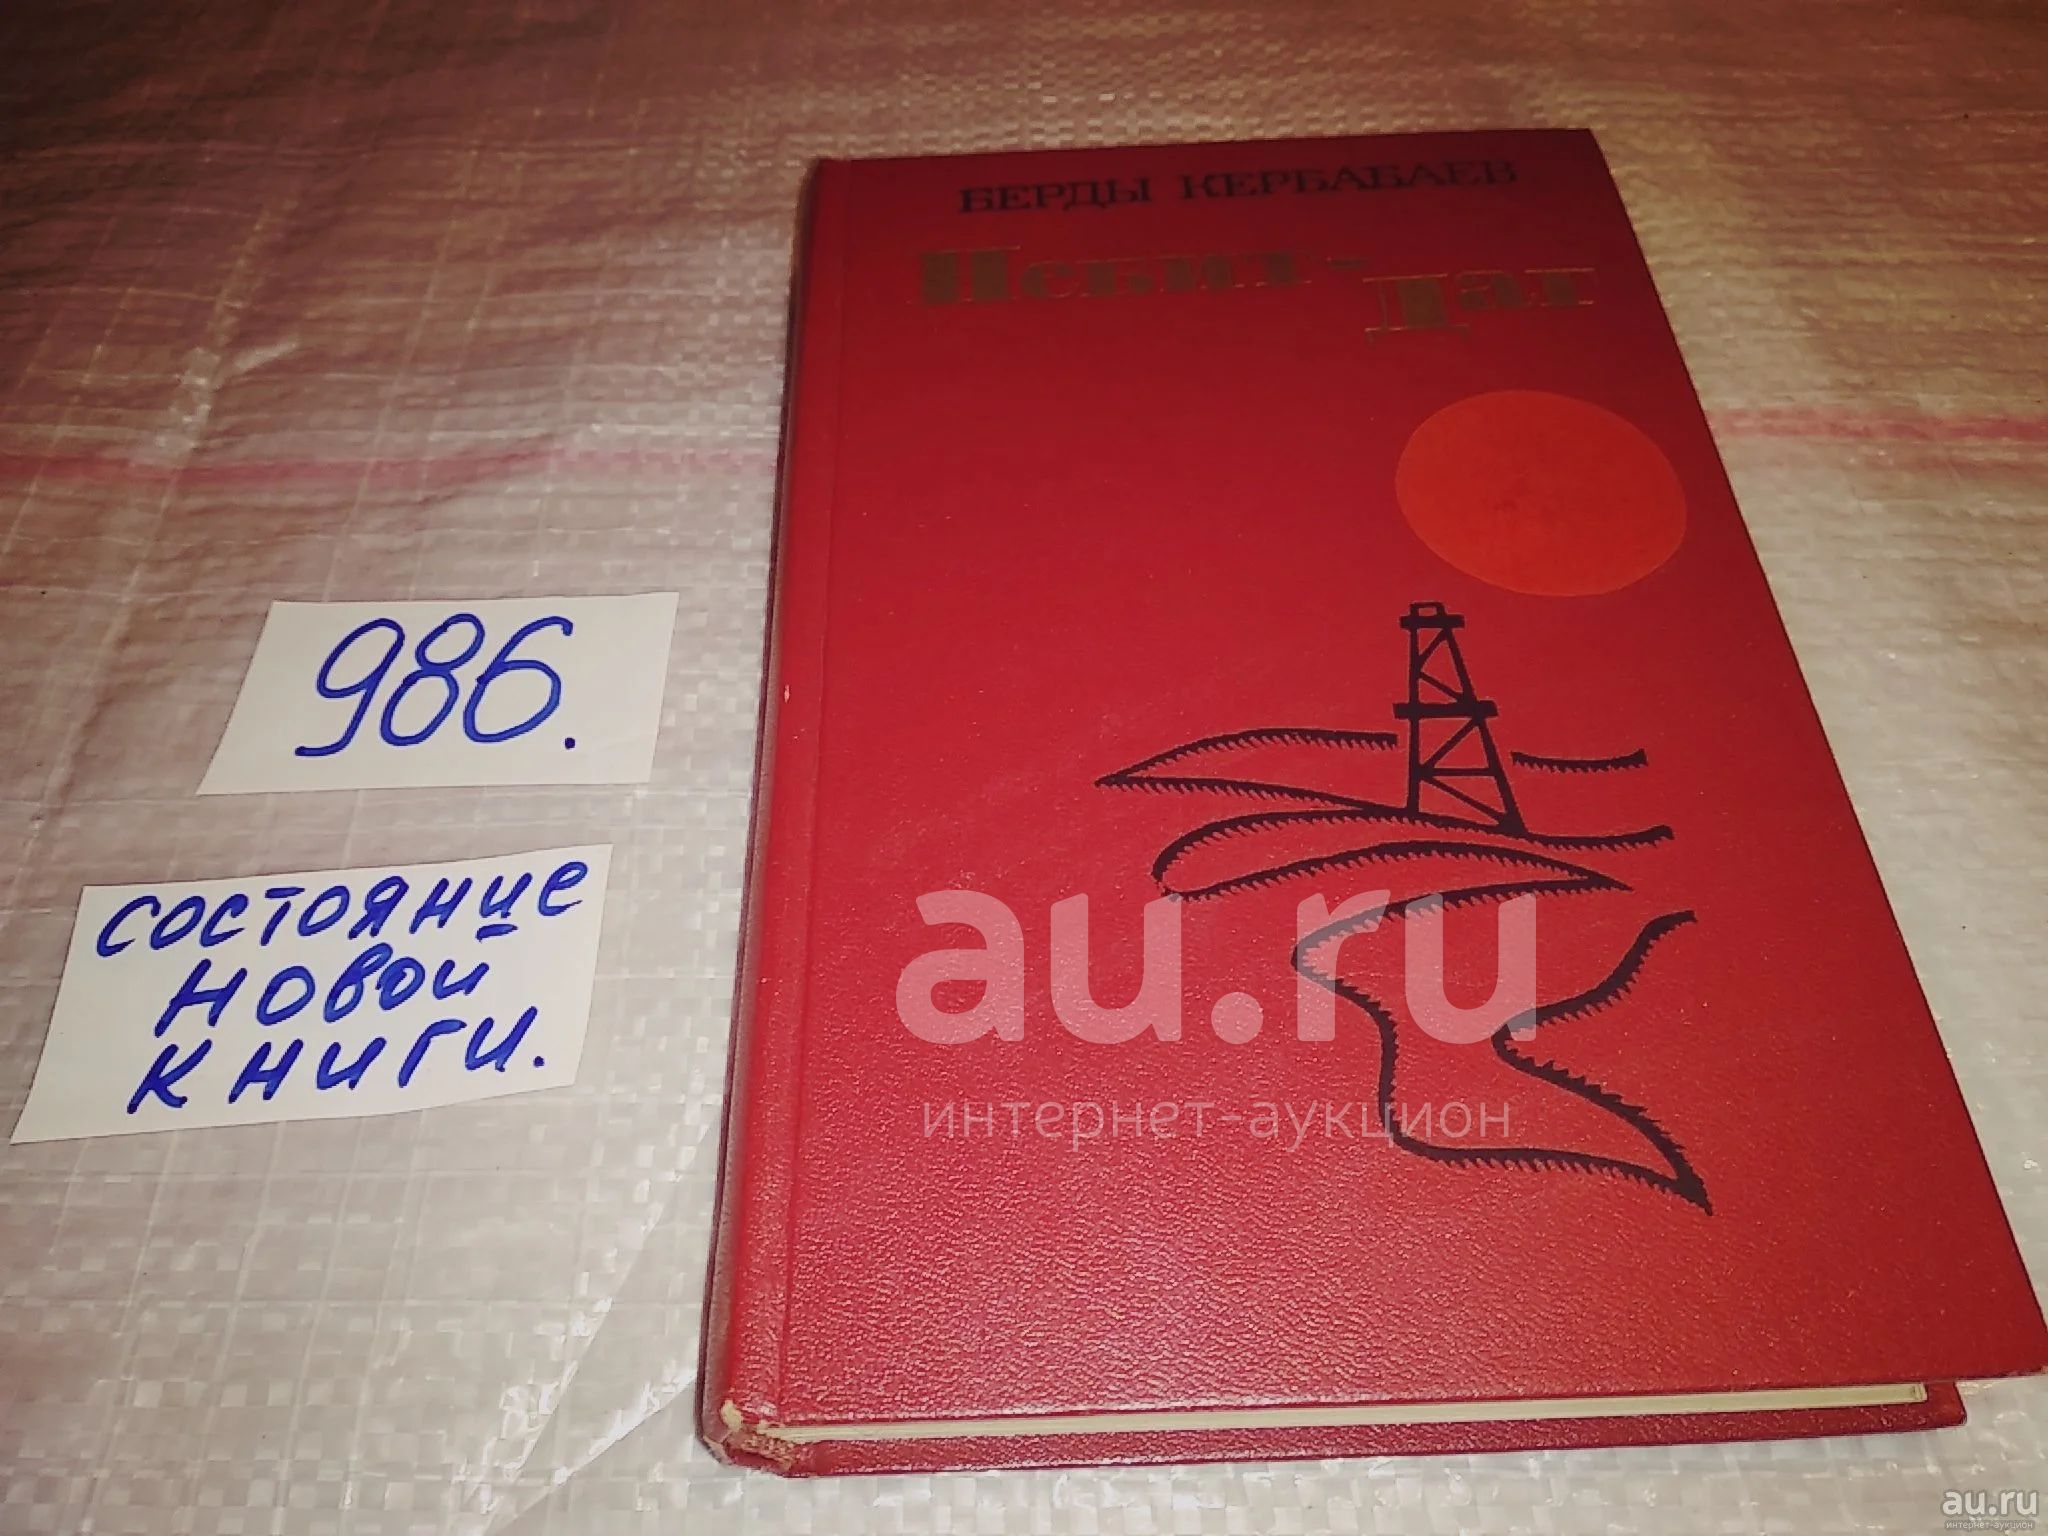 БЕРДЫ КЕРБАБАЕВ
Небит-
Даг
986.
состояние
новой
книги.
au.ru
интернет-аукцион
au.ru
интернет-аукцион